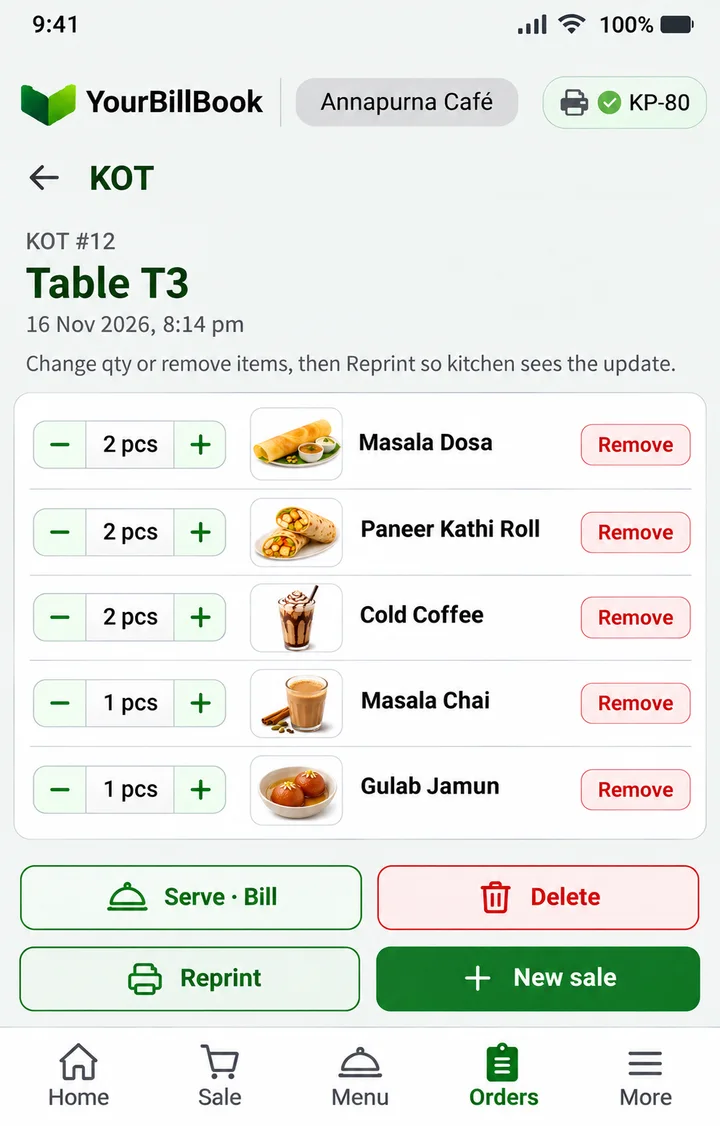 9:41 100%
YourBillBook Annapurna Café KP-80
KOT
KOT #12
Table T3
16 Nov 2026, 8:14 pm
Change qty or remove items, then Reprint so kitchen sees the update.
− 2 pcs + Masala Dosa Remove
− 2 pcs + Paneer Kathi Roll Remove
− 2 pcs + Cold Coffee Remove
− 1 pcs + Masala Chai Remove
− 1 pcs + Gulab Jamun Remove
Serve · Bill Delete
Reprint + New sale
Home Sale Menu Orders More